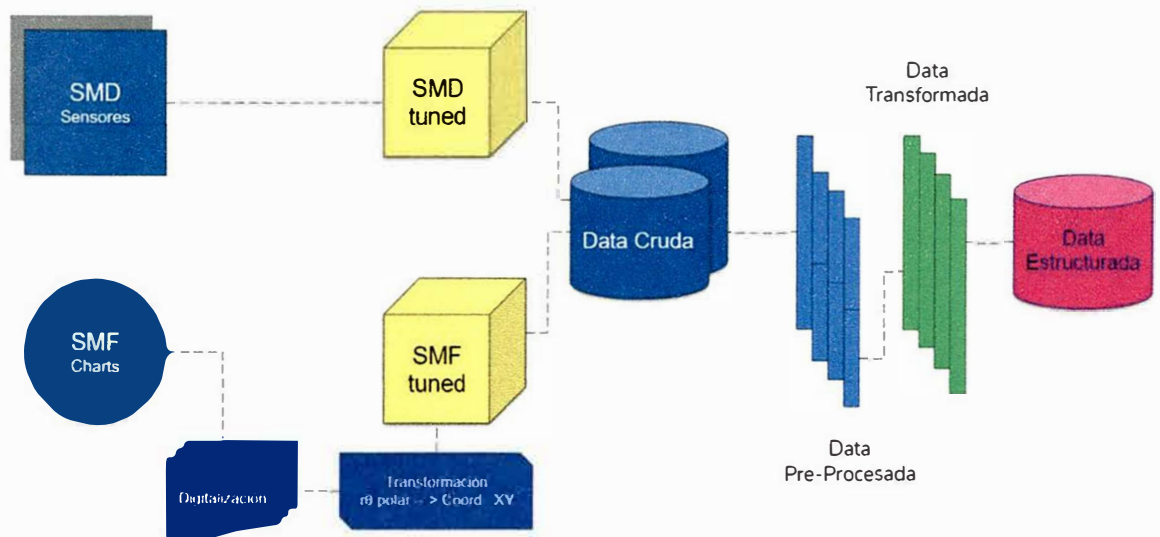 SMD
Sensores
SMD
tuned
Data
Transformada
Data Cruda
Data
Estructurada
SMF
Charts
SMF
tuned
Digitalizacion
Transformación
rθ polar - > Coord XY
Data
Pre-Procesada